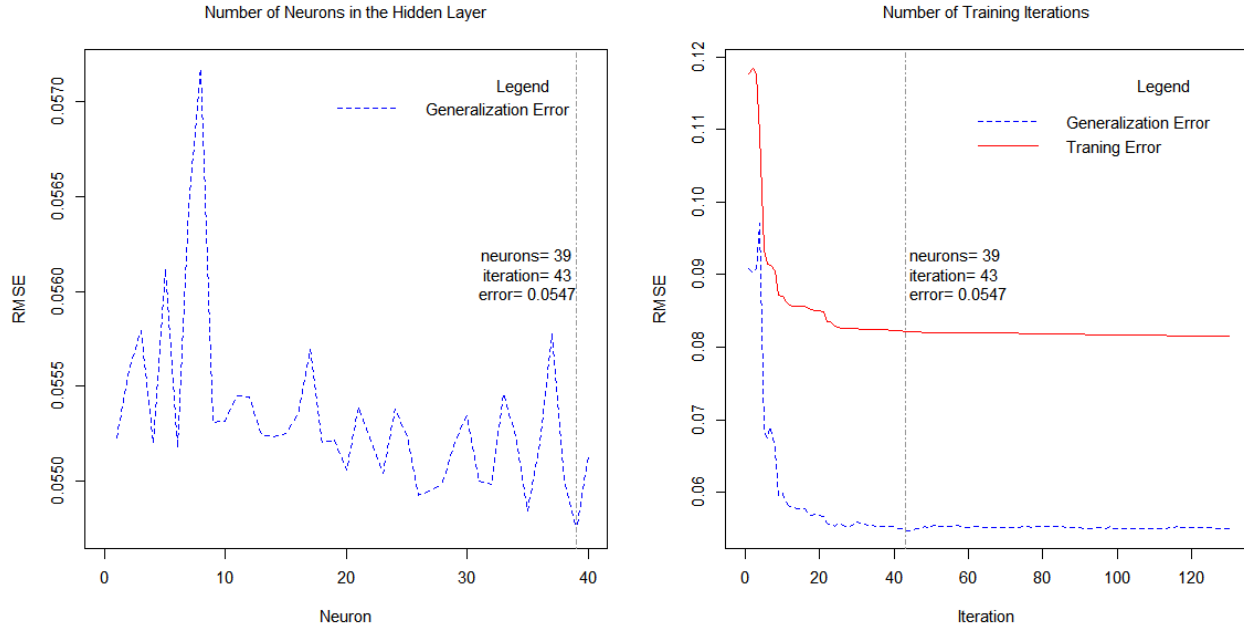 Number of Neurons in the Hidden Layer
Legend
Generalization Error
neurons= 39
iteration= 43
error= 0.0547
RMSE
0.0570
0.0565
0.0560
0.0555
0.0550
0
10
20
30
40
Neuron
Number of Training Iterations
Legend
Generalization Error
Traning Error
neurons= 39
iteration= 43
error= 0.0547
RMSE
0.12
0.11
0.10
0.09
0.08
0.07
0.06
0
20
40
60
80
100
120
Iteration